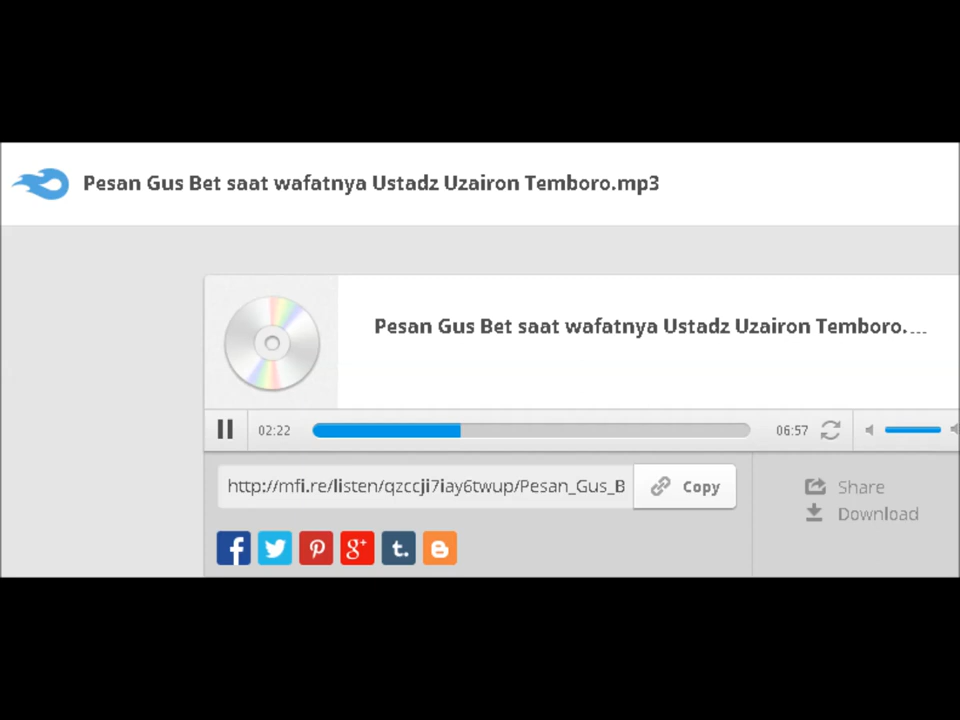 Pesan Gus Bet saat wafatnya Ustadz Uzairon Temboro.mp3
Pesan Gus Bet saat wafatnya Ustadz Uzairon Temboro....
02:22
06:57
http://mfi.re/listen/qzccji7iay6twup/Pesan_Gus_B
Copy
Share
Download
f
p
g+
t.
B